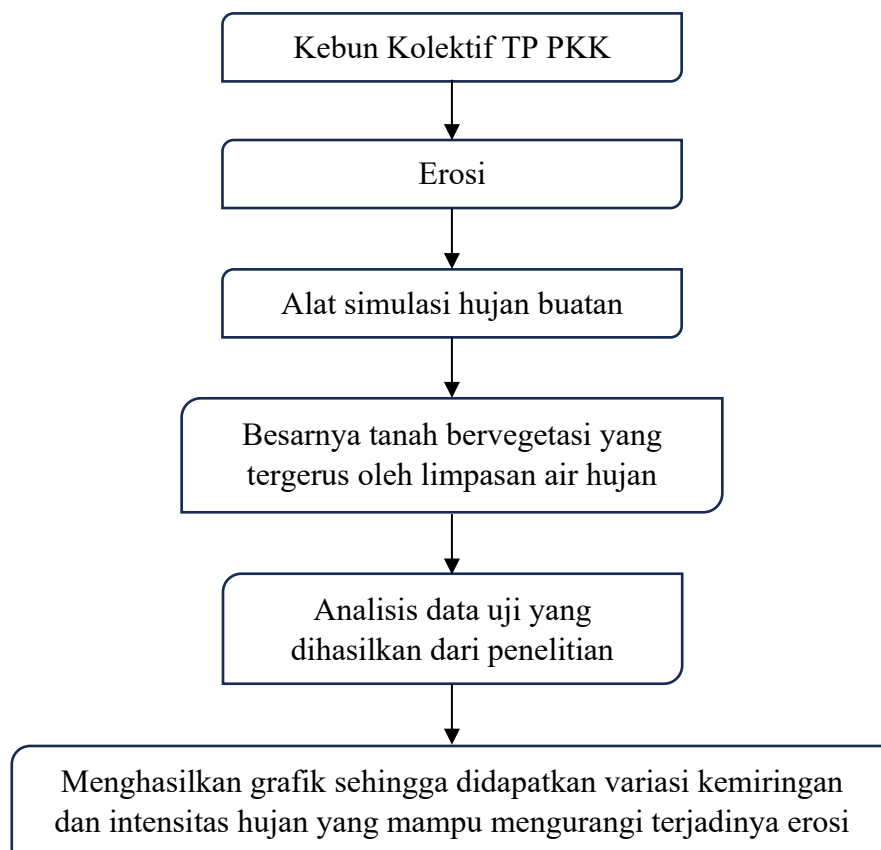 Kebun Kolektif TP PKK
Erosi
Alat simulasi hujan buatan
Besarnya tanah bervegetasi yang
tergerus oleh limpasan air hujan
Analisis data uji yang
dihasilkan dari penelitian
Menghasilkan grafik sehingga didapatkan variasi kemiringan
dan intensitas hujan yang mampu mengurangi terjadinya erosi